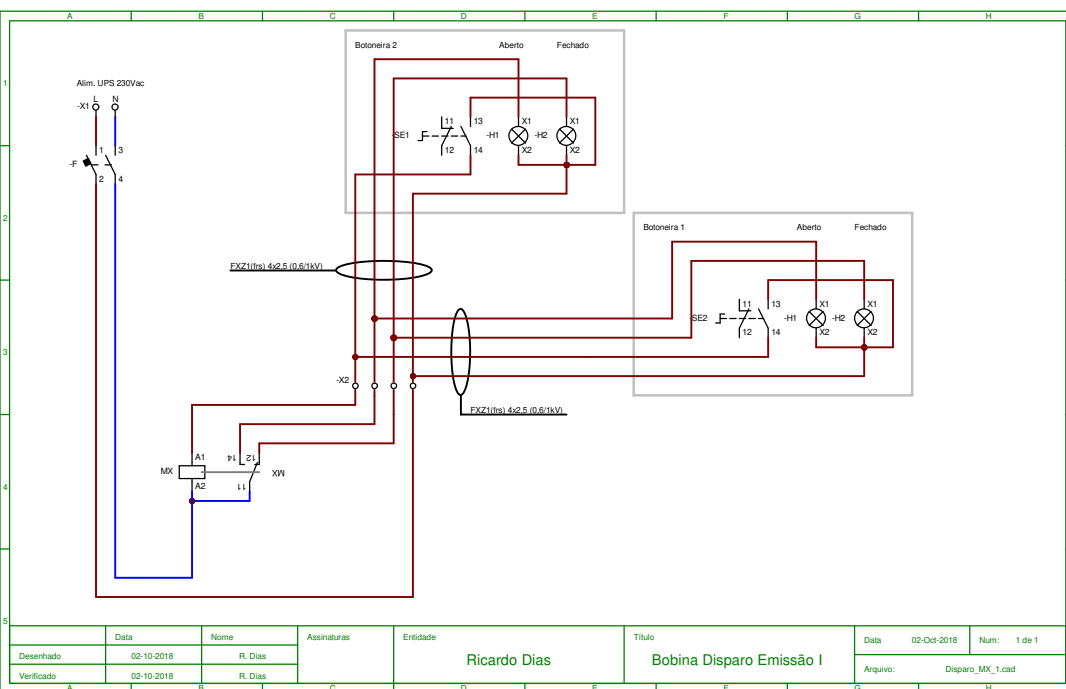 A B C D E F G H
1
2
3
4
5
Botoneira 2 Aberto Fechado
Alim. UPS 230Vac
L N
-X1
1 3
-F
2 4
11 13 X1 X1
-SE1 -H1 -H2
12 14 X2 X2
Botoneira 1 Aberto Fechado
FXZ1(frs) 4x2,5 (0,6/1kV)
11 13 X1 X1
-SE2 -H1 -H2
12 14 X2 X2
-X2
FXZ1(frs) 4x2,5 (0,6/1kV)
A1 14 12
MX MX
A2 11
Data Nome Assinaturas Entidade Título Data 02-Oct-2018 Num: 1 de 1
Desenhado 02-10-2018 R. Dias Ricardo Dias Bobina Disparo Emissão I
Verificado 02-10-2018 R. Dias Arquivo: Disparo_MX_1.cad
A B C D E F G H